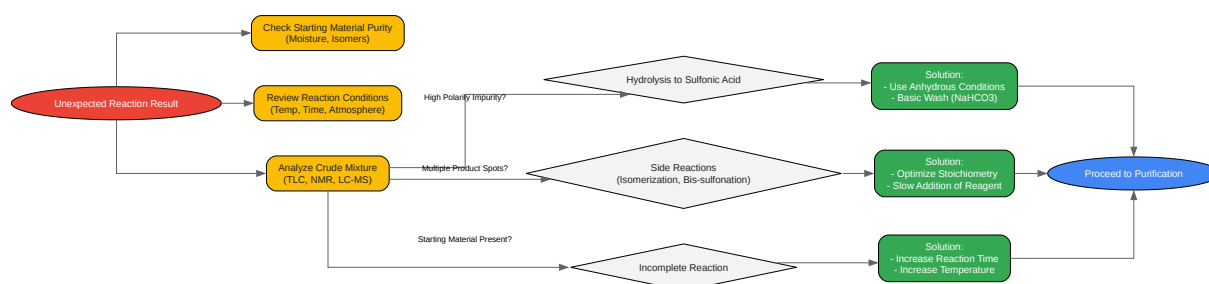 Unexpected Reaction Result
Check Starting Material Purity
(Moisture, Isomers)
Review Reaction Conditions
(Temp, Time, Atmosphere)
Analyze Crude Mixture
(TLC, NMR, LC-MS)
High Polarity Impurity?
Multiple Product Spots?
Starting Material Present?
Hydrolysis to Sulfonic Acid
Side Reactions
(Isomerization, Bis-sulfonation)
Incomplete Reaction
Solution:
- Use Anhydrous Conditions
- Basic Wash (NaHCO3)
Solution:
- Optimize Stoichiometry
- Slow Addition of Reagent
Solution:
- Increase Reaction Time
- Increase Temperature
Proceed to Purification